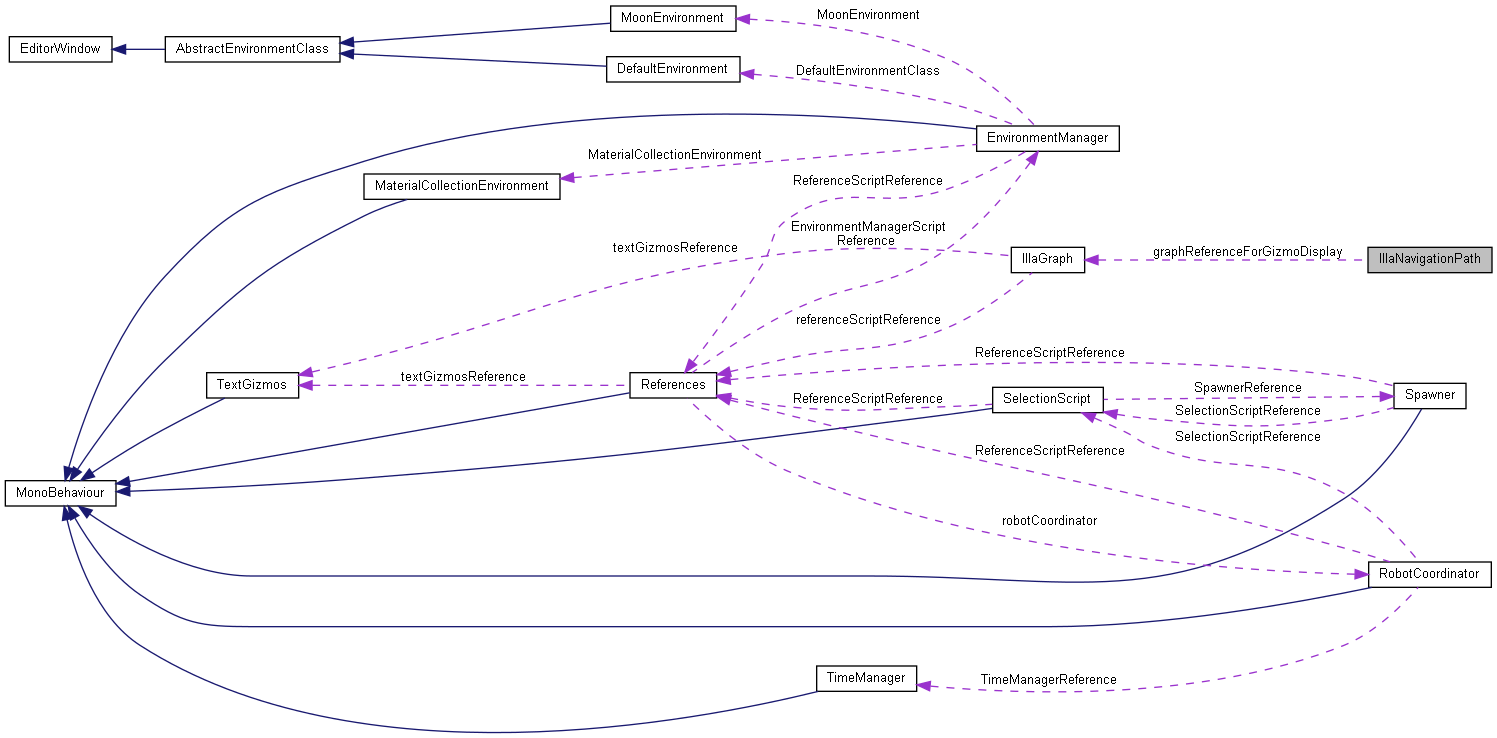 MoonEnvironment
MoonEnvironment
EditorWindow
AbstractEnvironmentClass
DefaultEnvironment
DefaultEnvironmentClass
EnvironmentManager
MaterialCollectionEnvironment
MaterialCollectionEnvironment
ReferenceScriptReference
EnvironmentManagerScript
Reference
textGizmosReference
IllaGraph
graphReferenceForGizmoDisplay
IllaNavigationPath
referenceScriptReference
ReferenceScriptReference
TextGizmos
textGizmosReference
References
ReferenceScriptReference
SelectionScript
SpawnerReference
SelectionScriptReference
Spawner
SelectionScriptReference
ReferenceScriptReference
MonoBehaviour
robotCoordinator
RobotCoordinator
TimeManager
TimeManagerReference